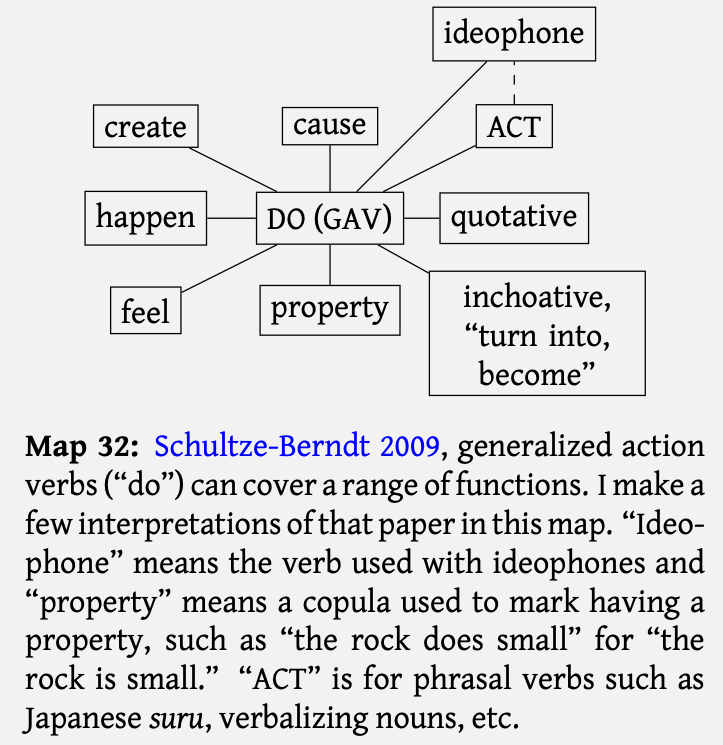 ideophone
create
cause
ACT
happen
DO (GAV)
quotative
feel
property
inchoative,
“turn into,
become”
Map 32: Schultze-Berndt 2009, generalized action
verbs (“do”) can cover a range of functions. I make a
few interpretations of that paper in this map. “Ideo-
phone” means the verb used with ideophones and
“property” means a copula used to mark having a
property, such as “the rock does small” for “the
rock is small.” “ACT” is for phrasal verbs such as
Japanese suru, verbalizing nouns, etc.